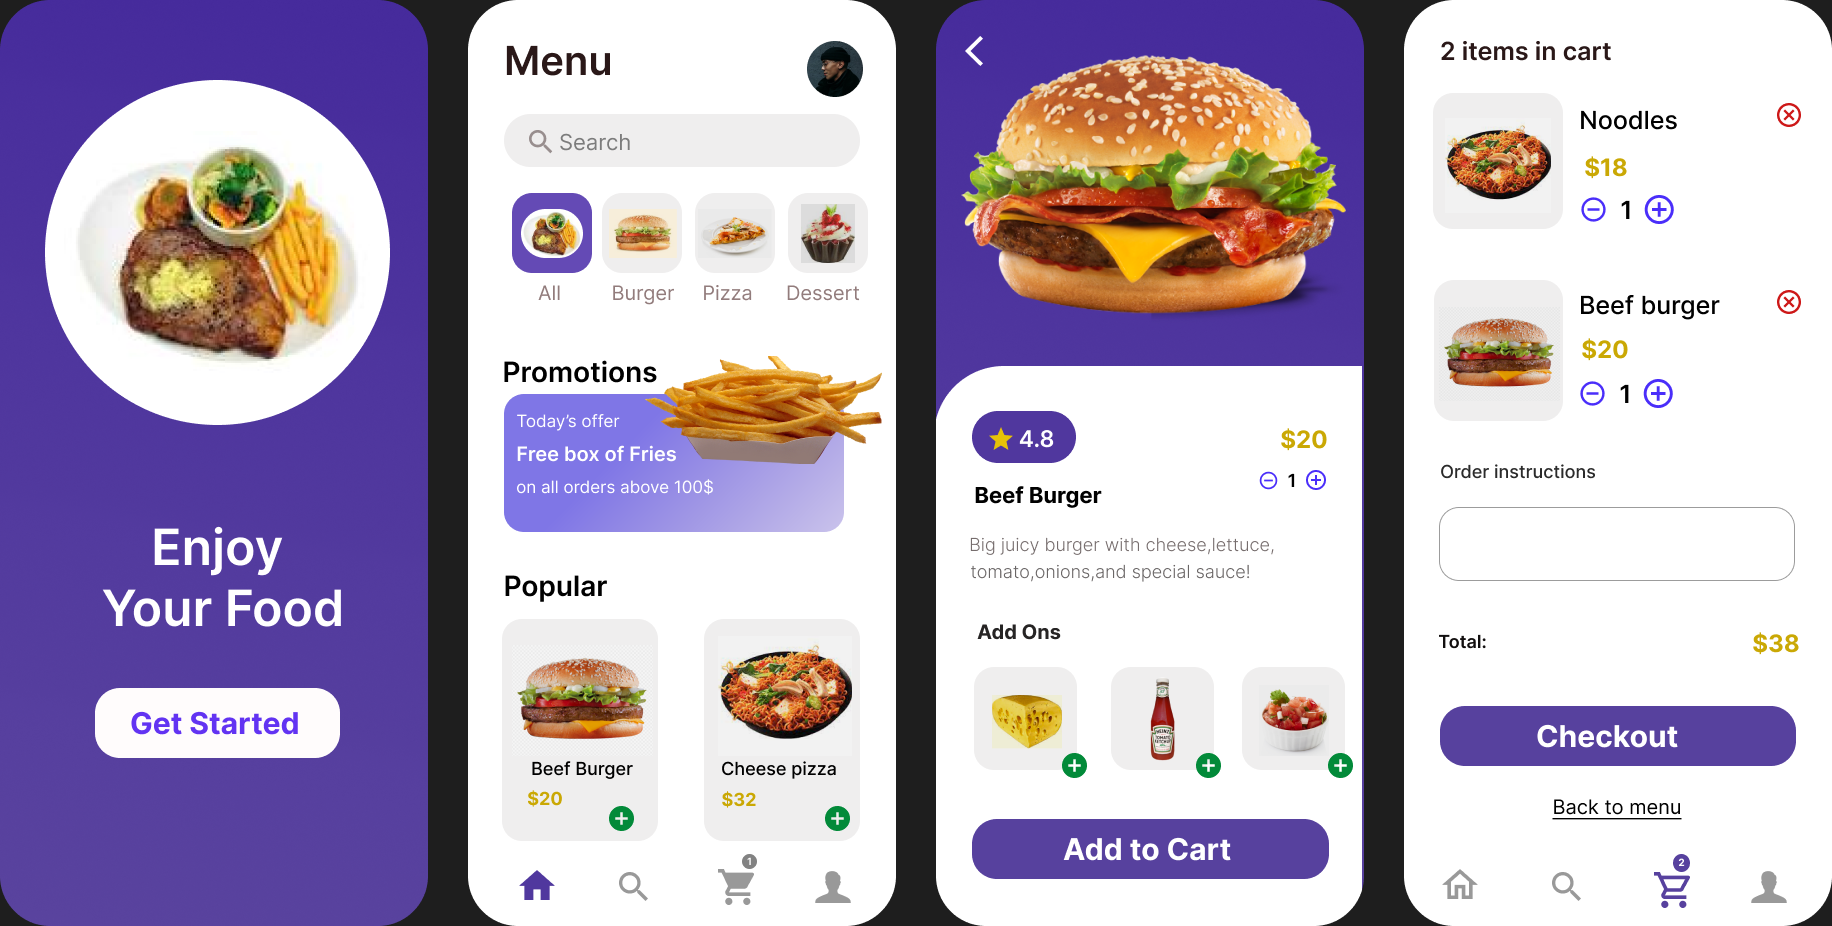 Enjoy
Your Food
Get Started
Menu
Search
All
Burger
Pizza
Dessert
Promotions
Today's offer
Free box of Fries
on all orders above 100$
Popular
Beef Burger
$20
Cheese pizza
$32
1
4.8
$20
1
Beef Burger
Big juicy burger with cheese,lettuce,
tomato,onions,and special sauce!
Add Ons
HEINZ
TOMATO
KETCHUP
Add to Cart
2 items in cart
Noodles
$18
1
Beef burger
$20
1
Order instructions
Total:
$38
Checkout
Back to menu
2